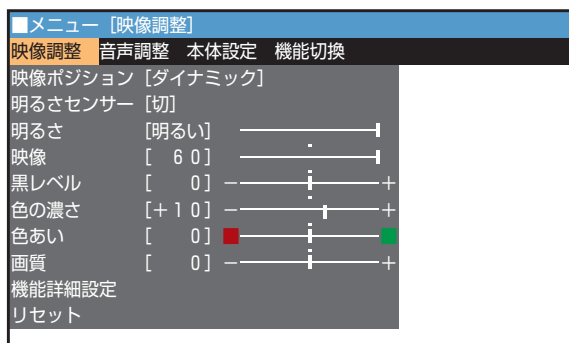 ■メニュー [映像調整]
映像調整 音声調整 本体設定 機能切換
映像ポジション [ダイナミック]
明るさセンサー [切]
明るさ [明るい]
映像 [ 60]
黒レベル [ 0] － ＋
色の濃さ [+10] － ＋
色あい [ 0]
画質 [ 0] － ＋
機能詳細設定
リセット